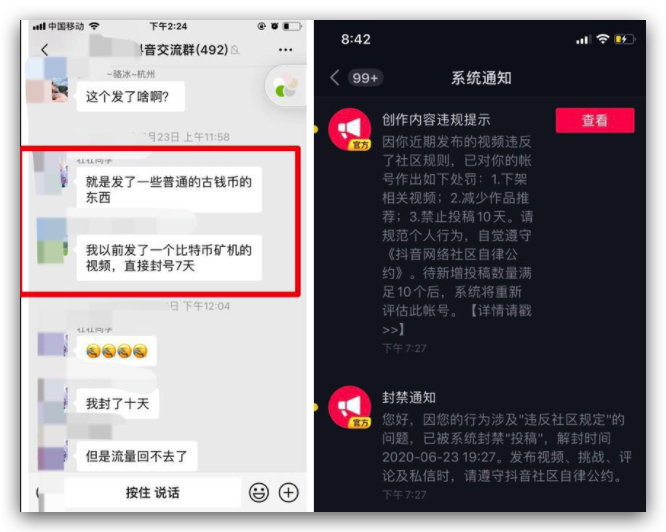 中国移动
下午2:24
音交流群(492)
~骆冰~杭州
这个发了啥啊?
月23日 上午11:58
就是发了一些普通的古钱币的
东西
我以前发了一个比特币矿机的
视频，直接封号7天
日 下午12:04
我封了十天
但是流量回不去了
按住 说话
8:42
99+
系统通知
创作内容违规提示
查看
官方
因你近期发布的视频违反
了社区规则，已对你的帐
号作出如下处罚：1.下架
相关视频；2.减少作品推
荐；3.禁止投稿10天。请
规范个人行为，自觉遵守
《抖音网络社区自律公
约》。待新增投稿数量满
足10个后，系统将重新
评估此帐号。【详情请戳
>>】
下午 7:27
封禁通知
官方
您好，因您的行为涉及"违反社区规定"的
问题，已被系统封禁"投稿"，解封时间
2020-06-23 19:27。发布视频、挑战、评
论及私信时，请遵守抖音社区自律公约。
下午 7:27